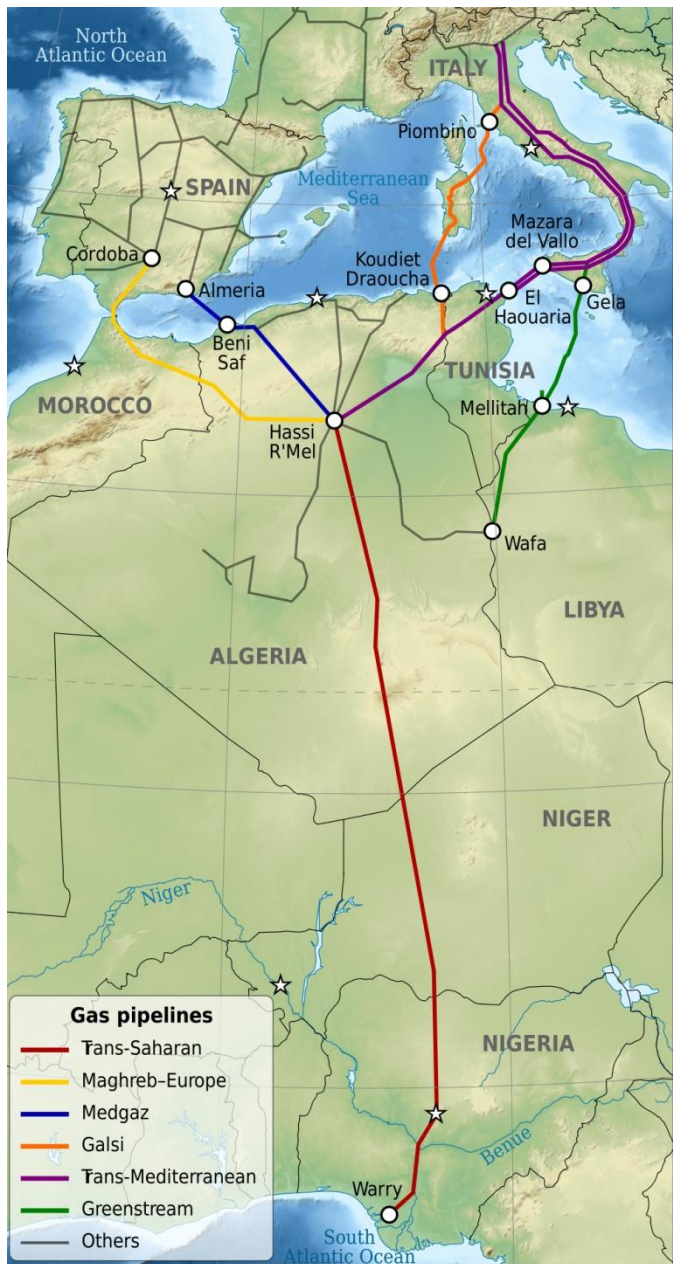 North
Atlantic Ocean
ITALY
Piombino
SPAIN
Mediterranean
Sea
Cordoba
Mazara
del Vallo
Koudiet
Draoucha
Almeria
El
Haouaria
Gela
Beni
Saf
TUNISIA
MOROCCO
Mellitah
Hassi
R'Mel
Wafa
LIBYA
ALGERIA
NIGER
Niger
NIGERIA
Benue
Warry
South
Atlantic Ocean
Gas pipelines
Trans-Saharan
Maghreb–Europe
Medgaz
Galsi
Trans-Mediterranean
Greenstream
Others